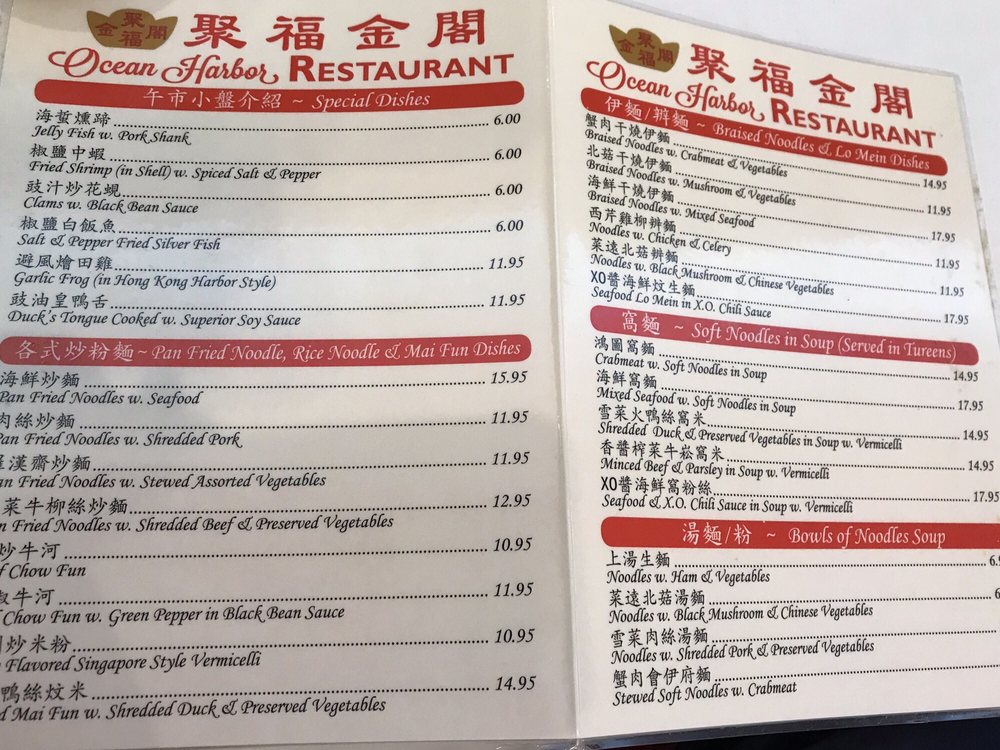 聚
金 福 閣
聚福金閣
Ocean Harbor RESTAURANT
午市小盤介紹 ~ Special Dishes
海蜇燻蹄 6.00
Jelly Fish w. Pork Shank
椒鹽中蝦 6.00
Fried Shrimp (in Shell) w. Spiced Salt & Pepper
豉汁炒花蜆 6.00
Clams w. Black Bean Sauce
椒鹽白飯魚 6.00
Salt & Pepper Fried Silver Fish
避風燴田雞 11.95
Garlic Frog (in Hong Kong Harbor Style)
豉油皇鴨舌 11.95
Duck's Tongue Cooked w. Superior Soy Sauce
各式炒粉麵 ~ Pan Fried Noodle, Rice Noodle & Mai Fun Dishes
海鮮炒麵 15.95
Pan Fried Noodles w. Seafood
肉絲炒麵 11.95
Pan Fried Noodles w. Shredded Pork
漢齋炒麵 11.95
Fried Noodles w. Stewed Assorted Vegetables
菜牛柳絲炒麵 12.95
Fried Noodles w. Shredded Beef & Preserved Vegetables
炒牛河 10.95
Chow Fun
牛河 11.95
Chow Fun w. Green Pepper in Black Bean Sauce
炒米粉 10.95
Flavored Singapore Style Vermicelli
鴨絲炆米 14.95
Mai Fun w. Shredded Duck & Preserved Vegetables
聚
金 福 閣
聚福金閣
Ocean Harbor RESTAURANT
伊麵/辦麵 ~ Braised Noodles & Lo Mein Dishes
蟹肉干燒伊麵 14.95
Braised Noodles w. Crabmeat & Vegetables
北菇干燒伊麵 11.95
Braised Noodles w. Mushroom & Vegetables
海鮮干燒伊麵 17.95
Braised Noodles w. Mixed Seafood
西芹雞柳辦麵 11.95
Noodles w. Chicken & Celery
菜遠北菇辦麵 11.95
Noodles w. Black Mushroom & Chinese Vegetables
XO醬海鮮炆生麵 17.95
Seafood Lo Mein in X.O. Chili Sauce
窩麵 ~ Soft Noodles in Soup (Served in Tureens)
鴻圖窩麵 14.95
Crabmeat w. Soft Noodles in Soup
海鮮窩麵 17.95
Mixed Seafood w. Soft Noodles in Soup
雪菜火鴨絲窩米 14.95
Shredded Duck & Preserved Vegetables in Soup w. Vermicelli
香醬榨菜牛崧窩米 14.95
Minced Beef & Parsley in Soup w. Vermicelli
XO醬海鮮窩粉絲 17.95
Seafood & X.O. Chili Sauce in Soup w. Vermicelli
湯麵/粉 ~ Bowls of Noodles Soup
上湯生麵 6.
Noodles w. Ham & Vegetables
菜遠北菇湯麵 6
Noodles w. Black Mushroom & Chinese Vegetables
雪菜肉絲湯麵
Noodles w. Shredded Pork & Preserved Vegetables
蟹肉會伊府麵
Stewed Soft Noodles w. Crabmeat